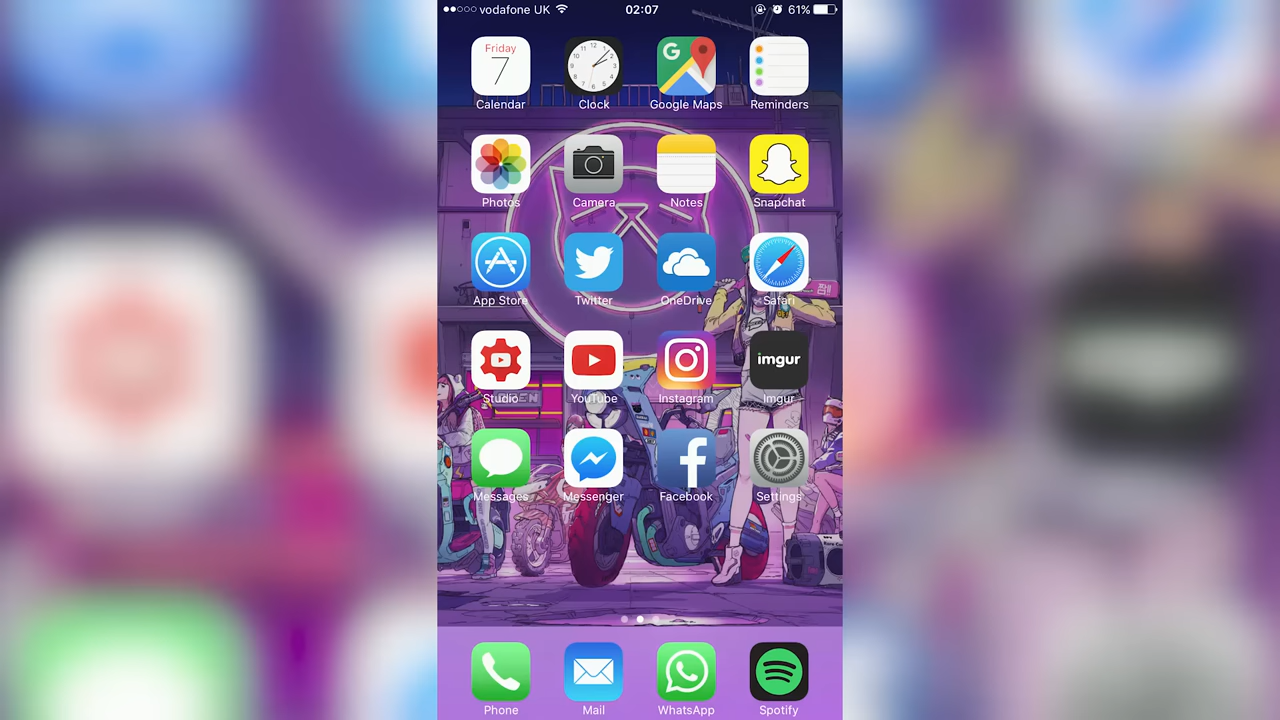 vodafone UK 02:07 61%
Friday
7
12
Calendar Clock Google Maps Reminders
G
Photos Camera Notes Snapchat
App Store Twitter OneDrive Safari
imgur
Studio YouTube Instagram Imgur
Messages Messenger Facebook Settings
Phone Mail WhatsApp Spotify